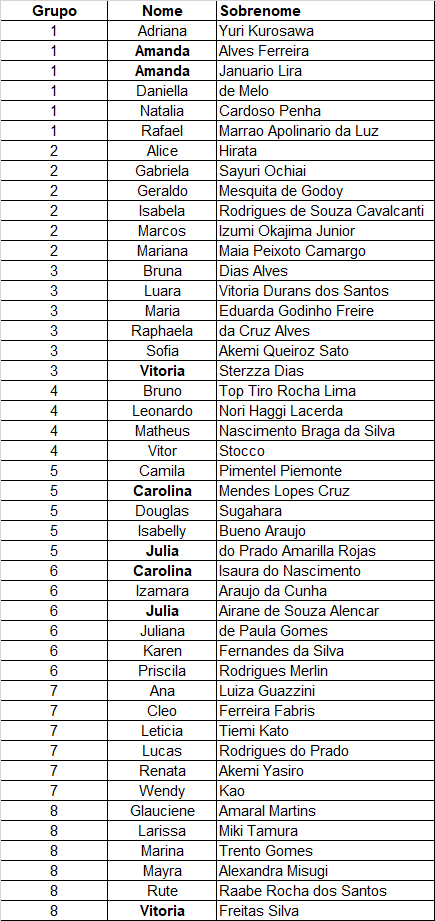 Grupo Nome Sobrenome
1 Adriana Yuri Kurosawa
1 Amanda Alves Ferreira
1 Amanda Januario Lira
1 Daniella de Melo
1 Natalia Cardoso Penha
1 Rafael Marrao Apolinario da Luz
2 Alice Hirata
2 Gabriela Sayuri Ochiai
2 Geraldo Mesquita de Godoy
2 Isabela Rodrigues de Souza Cavalcanti
2 Marcos Izumi Okajima Junior
2 Mariana Maia Peixoto Camargo
3 Bruna Dias Alves
3 Luara Vitoria Durans dos Santos
3 Maria Eduarda Godinho Freire
3 Raphaela da Cruz Alves
3 Sofia Akemi Queiroz Sato
3 Vitoria Sterzza Dias
4 Bruno Top Tiro Rocha Lima
4 Leonardo Nori Haggi Lacerda
4 Matheus Nascimento Braga da Silva
4 Vitor Stocco
5 Camila Pimentel Piemonte
5 Carolina Mendes Lopes Cruz
5 Douglas Sugahara
5 Isabelly Bueno Araujo
5 Julia do Prado Amarilla Rojas
6 Carolina Isaura do Nascimento
6 Izamara Araujo da Cunha
6 Julia Airane de Souza Alencar
6 Juliana de Paula Gomes
6 Karen Fernandes da Silva
6 Priscila Rodrigues Merlin
7 Ana Luiza Guazzini
7 Cleo Ferreira Fabris
7 Leticia Tiemi Kato
7 Lucas Rodrigues do Prado
7 Renata Akemi Yasiro
7 Wendy Kao
8 Glauciene Amaral Martins
8 Larissa Miki Tamura
8 Marina Trento Gomes
8 Mayra Alexandra Misugi
8 Rute Raabe Rocha dos Santos
8 Vitoria Freitas Silva